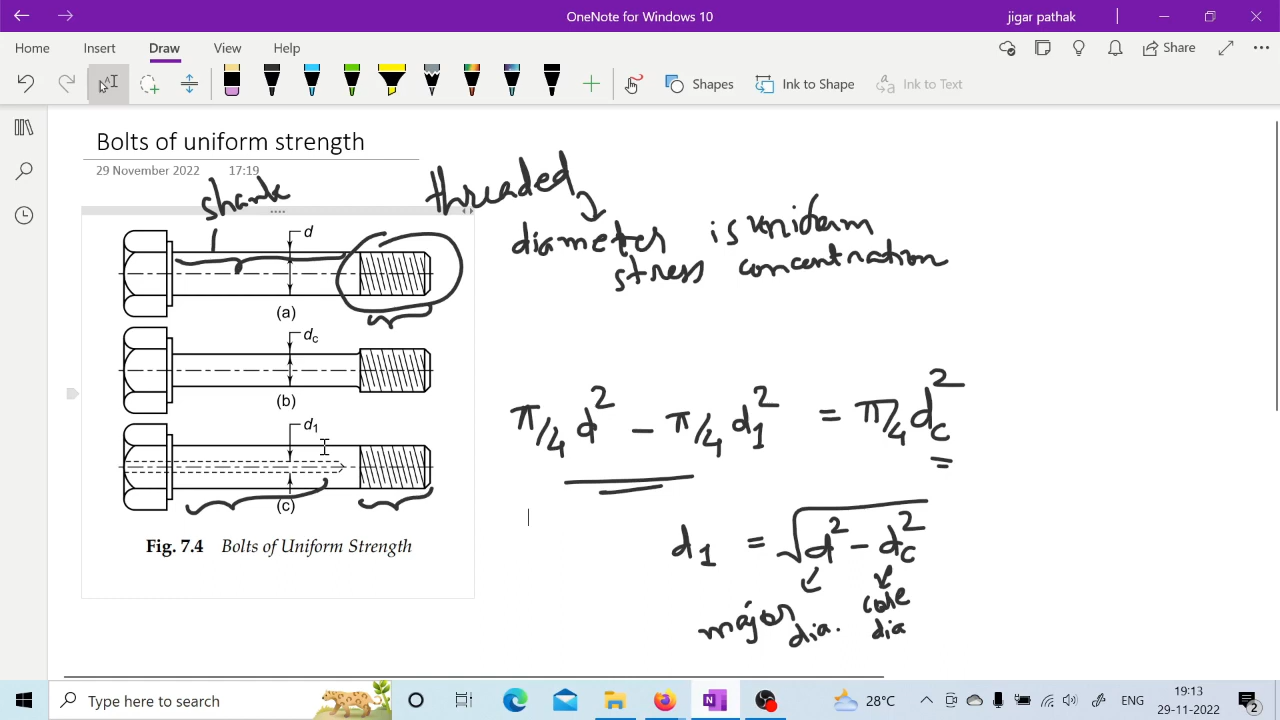 OneNote for Windows 10
jigar pathak
Home Insert Draw View Help
Share
Shapes
Ink to Shape
Ink to Text
Bolts of uniform strength
29 November 2022 17:19
shank
threaded
diameter is uniform
stress concentration
d
(a)
dc
(b)
d1
(c)
Fig. 7.4 Bolts of Uniform Strength
π/4 d² − π/4 d₁² = π/4 dc²
d₁ = √d² − dc²
major dia.
core dia
Type here to search
28°C
ENG
19:13
29-11-2022
2